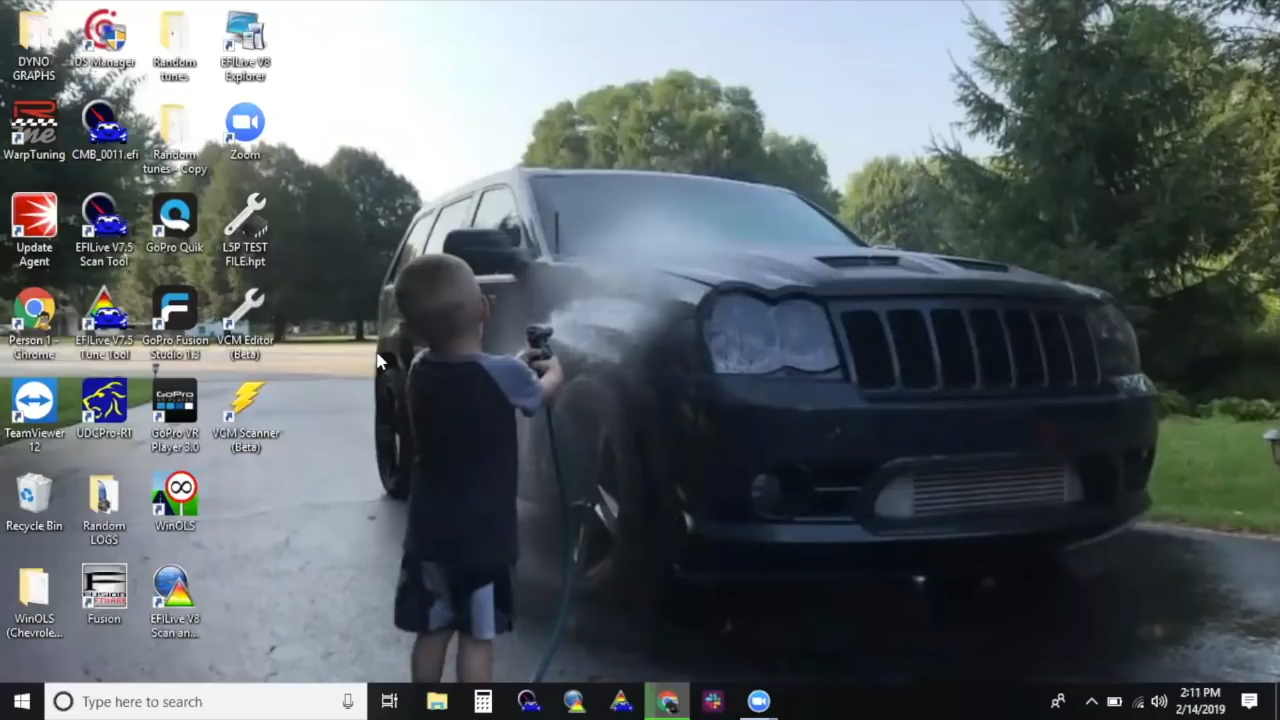 DYNO
GRAPHS
DS Manager
Random
tunes
EFILive V8
Explorer
WarpTuning
CMB_0011.efi
Random
tunes - Copy
Zoom
Update
Agent
EFILive V7.5
Scan Tool
GoPro Quik
L5P TEST
FILE.hpt
Person 1 -
Chrome
EFILive V7.5
Tune Tool
GoPro Fusion
Studio 1.3
VCM Editor
(Beta)
TeamViewer
12
UDCPro-RT
GoPro
GoPro VR
Player 3.0
VCM Scanner
(Beta)
Recycle Bin
Random
LOGS
WinOLS
WinOLS
(Chevrole...
FUSION
Fusion
EFILive V8
Scan an...
Type here to search
2:11 PM
2/14/2019